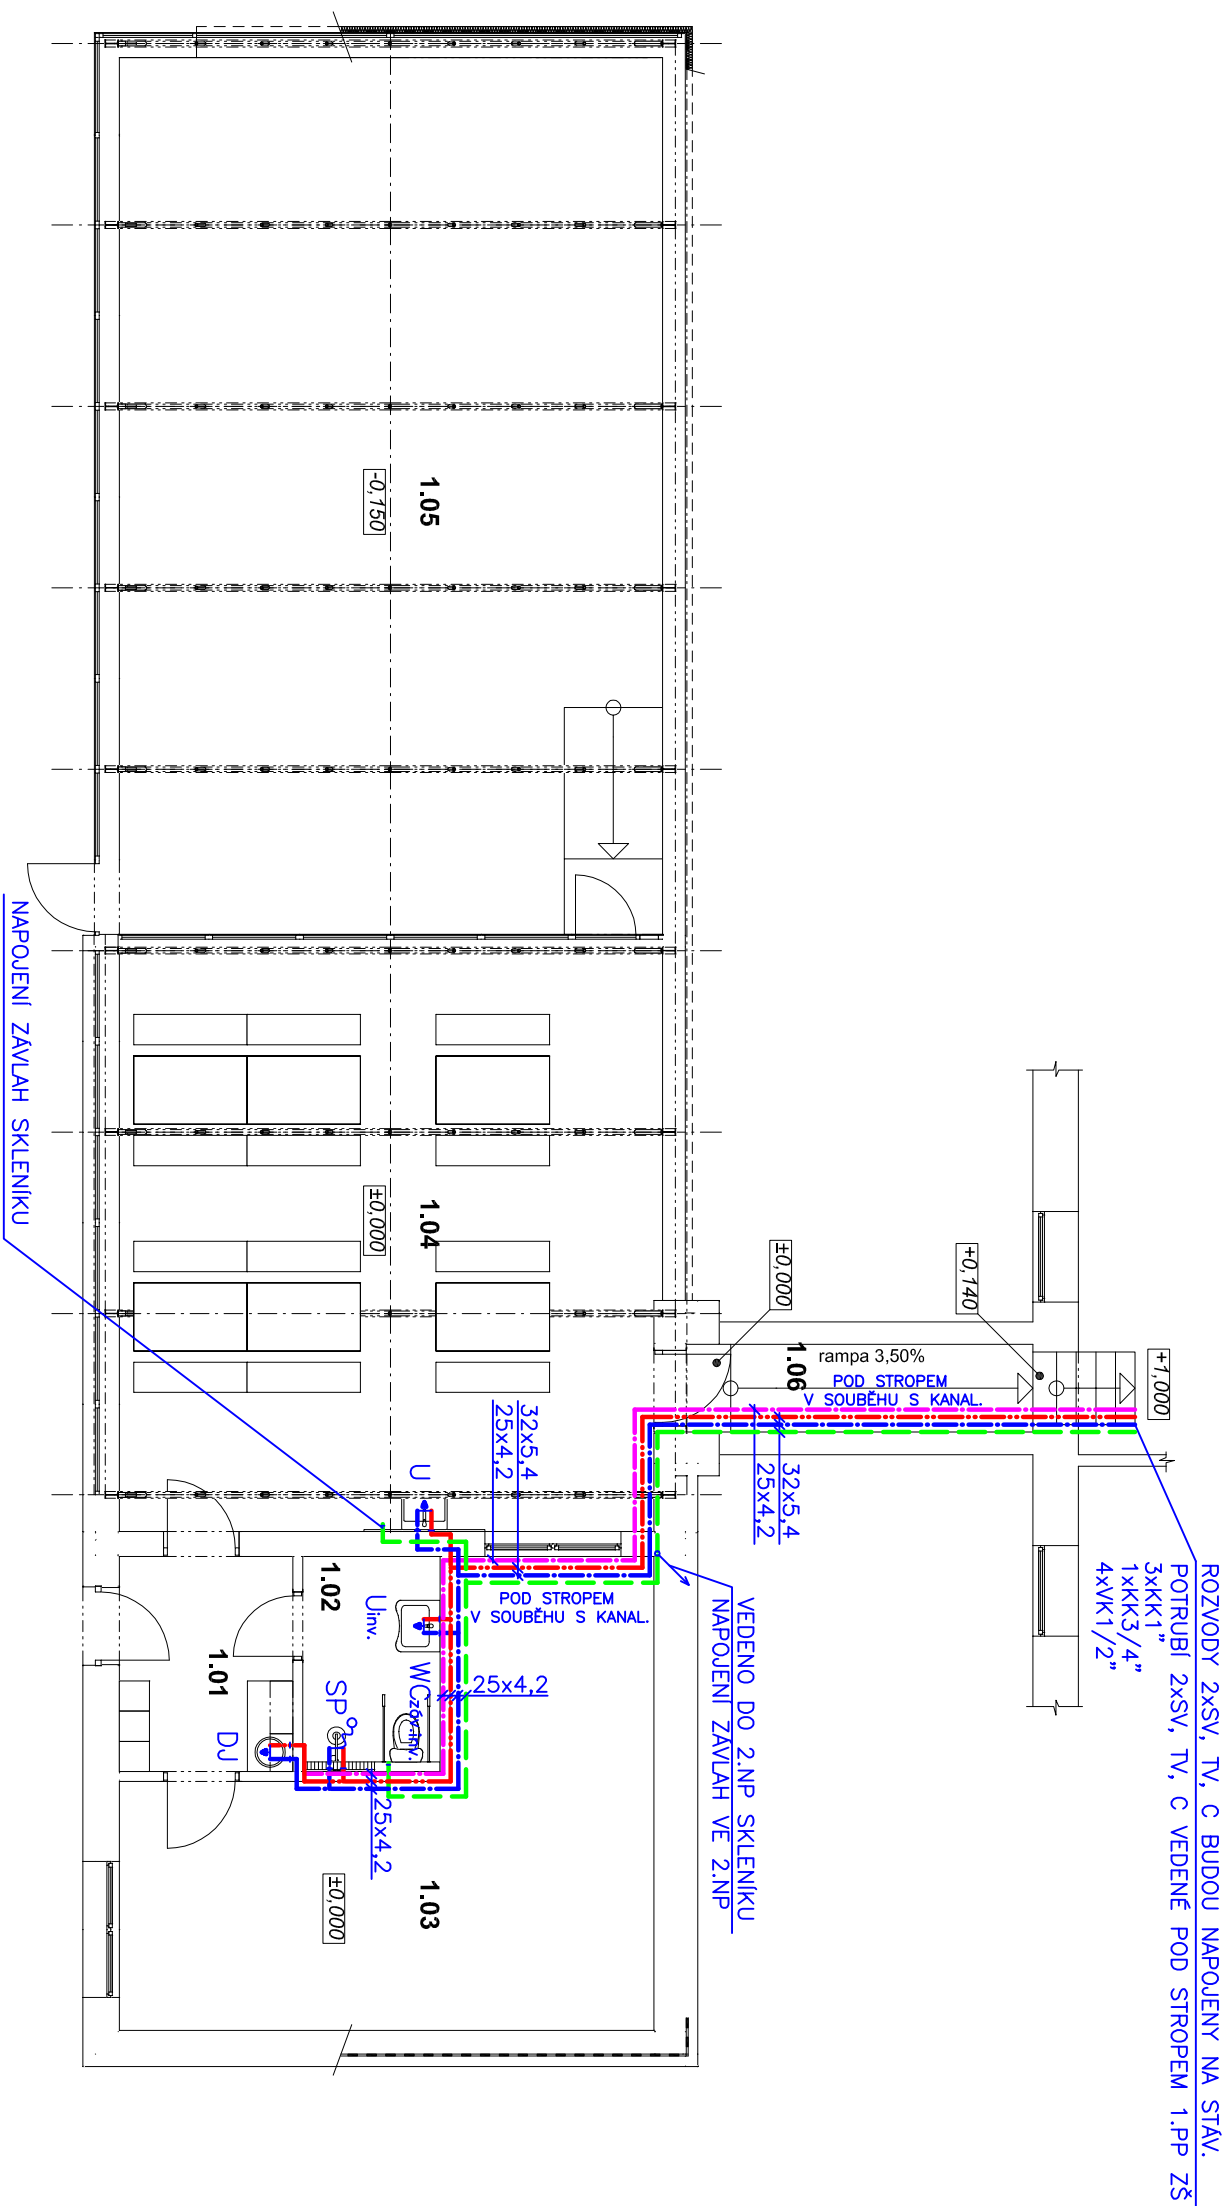 ROZVODY 2xSV, TV, C BUDOU NAPOJENY NA STÁV.
POTRUBÍ 2xSV, TV, C VEDENÉ POD STROPEM 1.PP ZŠ
3xKK1"
1xKK3/4"
4xVK1/2"
+1,000
+0,140
±0,000
rampa 3,50%
1.06
POD STROPEM
V SOUBĚHU S KANAL.
32x5,4
25x4,2
VEDENO DO 2.NP SKLENÍKU
NAPOJENÍ ZÁVLAH VE 2.NP
32x5,4
25x4,2
POD STROPEM
V SOUBĚHU S KANAL.
1.05
-0,150
1.04
±0,000
U
1.02
Uinv.
WCzáv.inv.
25x4,2
SP
1.01
DJ
25x4,2
1.03
±0,000
NAPOJENÍ ZÁVLAH SKLENÍKU